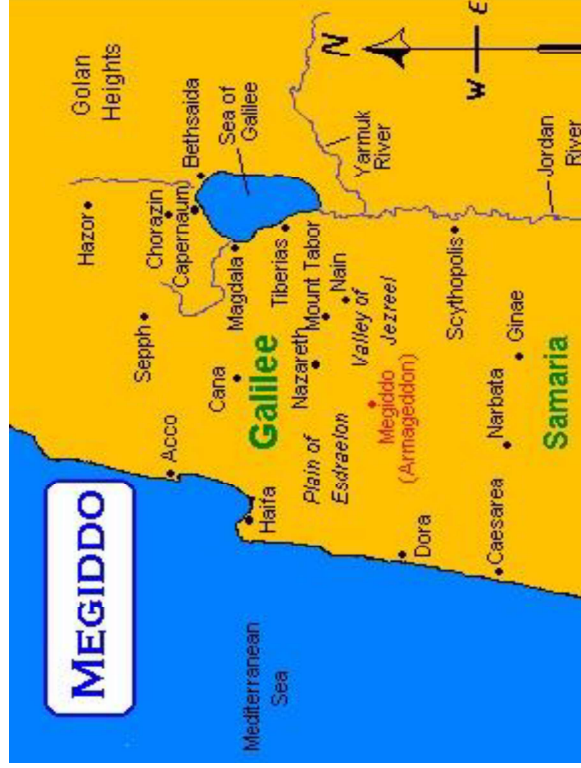 MEGIDDO
Golan
Heights
Hazor
Chorazin
Capernaum
Bethsaida
Sepph
Acco
Sea of
Galilee
Magdala
Cana
Galilee
Tiberias
Haifa
Mediterranean
Sea
Nazareth
Mount Tabor
Plain of
Esdraelon
Nain
Valley of
Jezreel
Yarmuk
River
N
W
E
Megiddo
(Armageddon)
Dora
Scythopolis
Caesarea
Narbata
Ginae
Samaria
Jordan
River